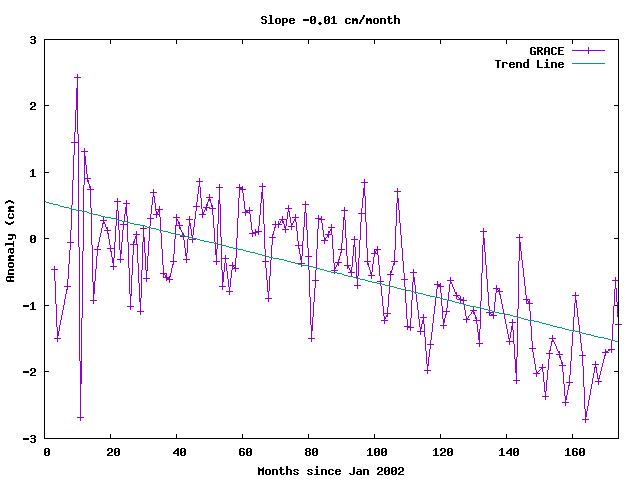 Slope -0.01 cm/month
GRACE
Trend Line
3
2
1
0
-1
-2
-3
Anomaly (cm)
0 20 40 60 80 100 120 140 160
Months since Jan 2002